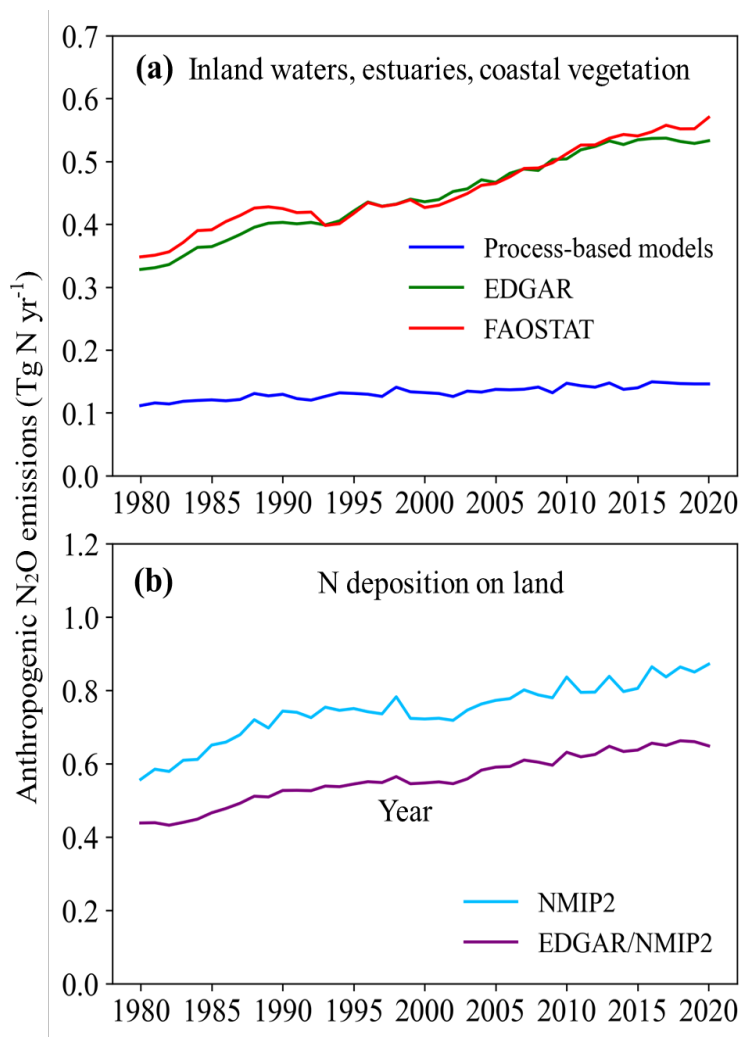 Anthropogenic N₂O emissions (Tg N yr⁻¹)
(a) Inland waters, estuaries, coastal vegetation
0.7
0.6
0.5
0.4
0.3
0.2
0.1
0.0
Process-based models
EDGAR
FAOSTAT
1980 1985 1990 1995 2000 2005 2010 2015 2020
(b) N deposition on land
1.2
1.0
0.8
0.6
0.4
0.2
0.0
Year
NMIP2
EDGAR/NMIP2
1980 1985 1990 1995 2000 2005 2010 2015 2020